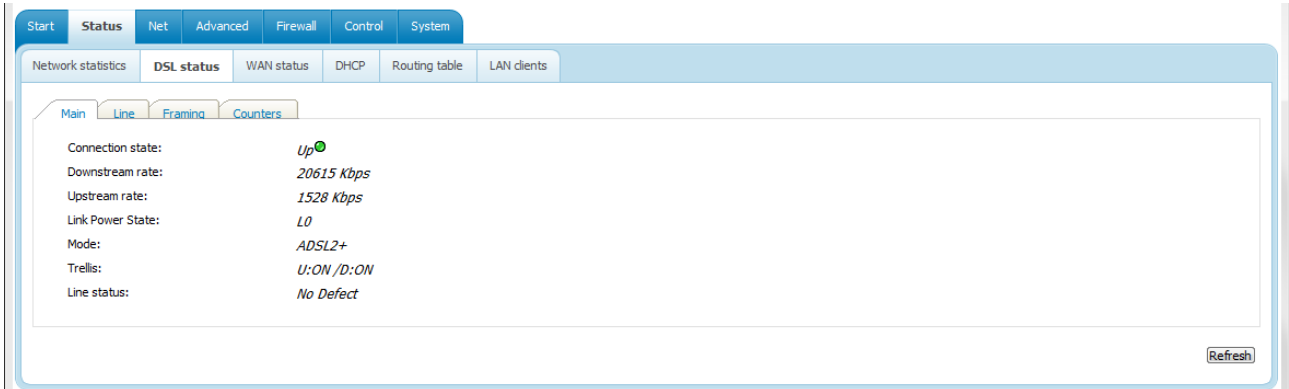 Start Status Net Advanced Firewall Control System
Network statistics DSL status WAN status DHCP Routing table LAN clients
Main Line Framing Counters
Connection state: Up
Downstream rate: 20615 Kbps
Upstream rate: 1528 Kbps
Link Power State: L0
Mode: ADSL2+
Trellis: U:ON /D:ON
Line status: No Defect
Refresh